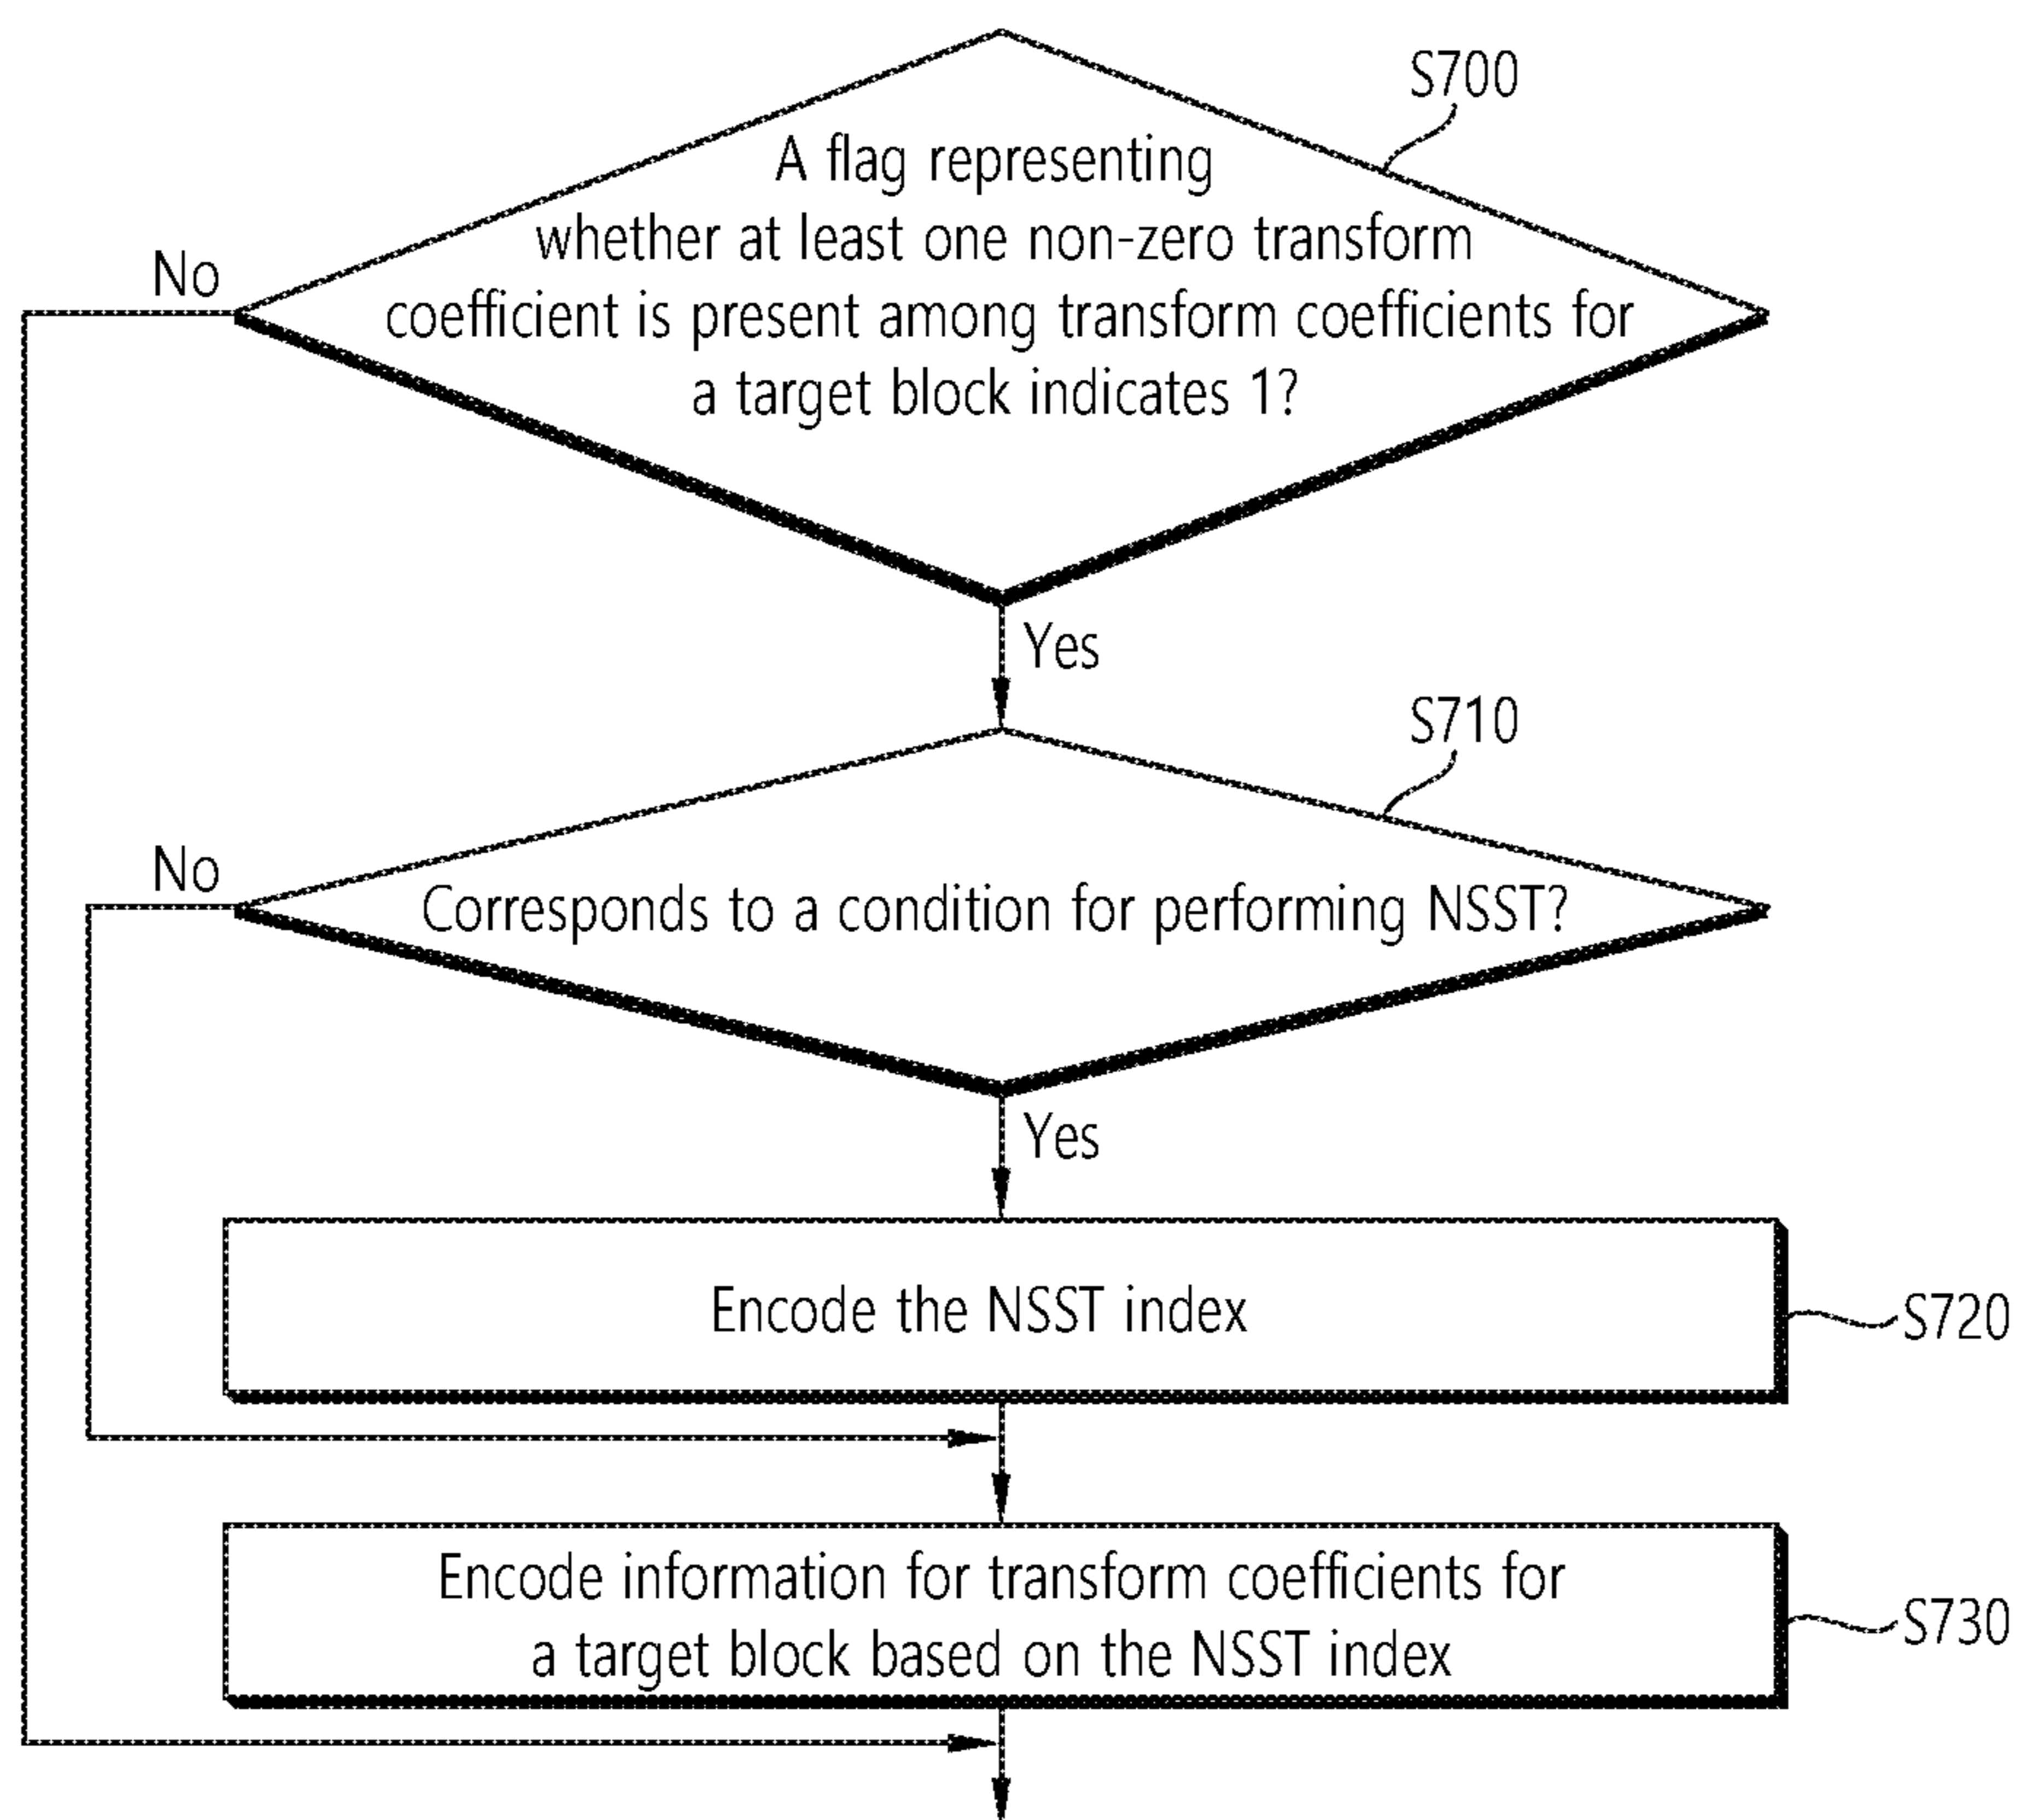 S700
A flag representing
whether at least one non-zero transform
coefficient is present among transform coefficients for
a target block indicates 1?
No
Yes
S710
No
Corresponds to a condition for performing NSST?
Yes
Encode the NSST index
S720
Encode information for transform coefficients for
a target block based on the NSST index
S730